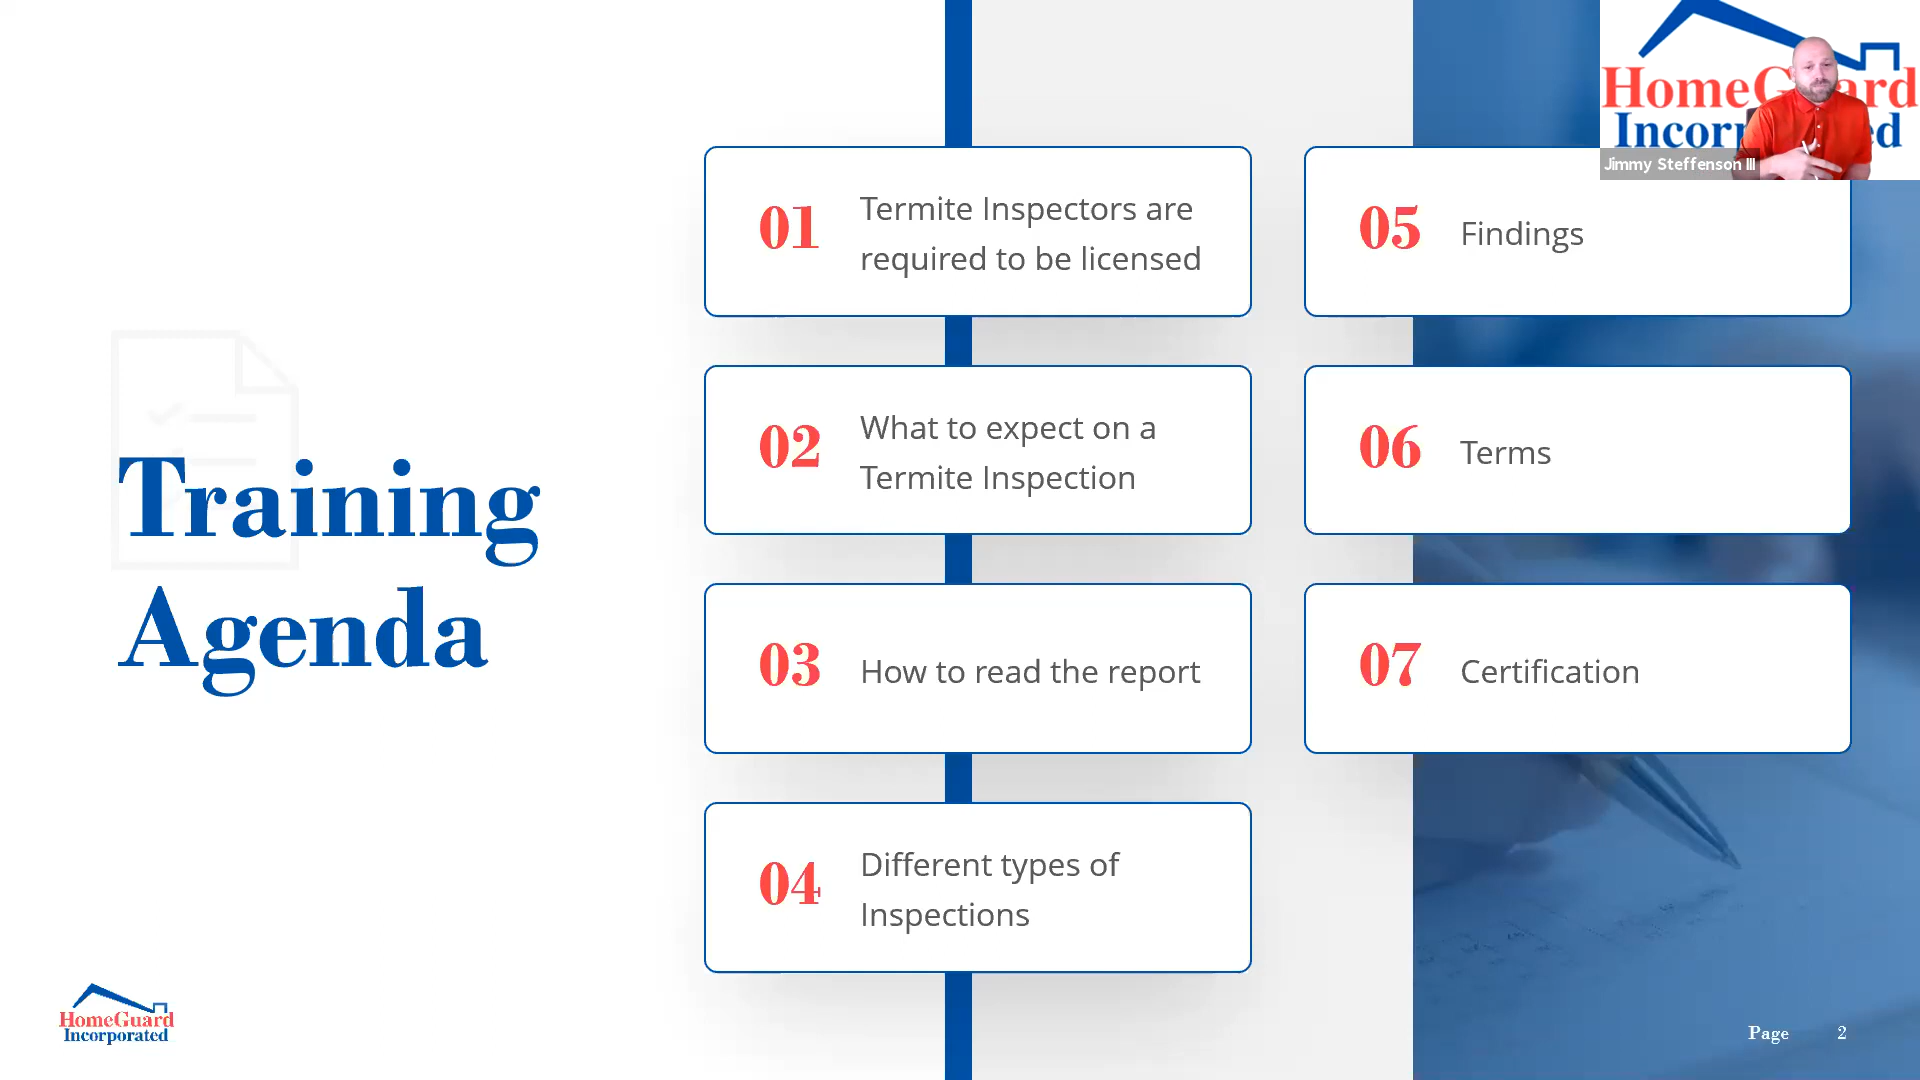 Training
Agenda
01
Termite Inspectors are
required to be licensed
02
What to expect on a
Termite Inspection
03
How to read the report
04
Different types of
Inspections
05
Findings
06
Terms
07
Certification
HomeGuard
Incorporated
Jimmy Steffenson III
HomeGuard
Incorporated
Page 2